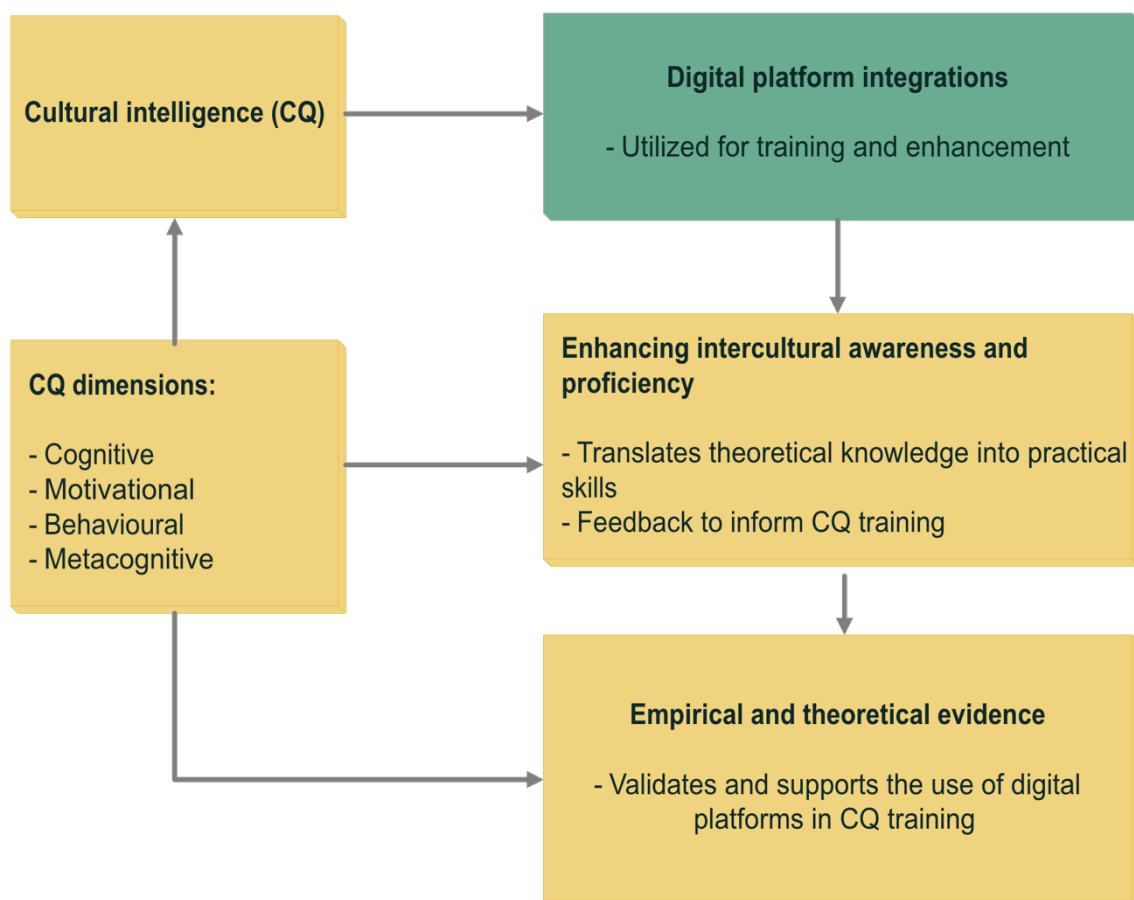 Cultural intelligence (CQ)
Digital platform integrations
- Utilized for training and enhancement
CQ dimensions:
- Cognitive
- Motivational
- Behavioural
- Metacognitive
Enhancing intercultural awareness and
proficiency
- Translates theoretical knowledge into practical
skills
- Feedback to inform CQ training
Empirical and theoretical evidence
- Validates and supports the use of digital
platforms in CQ training